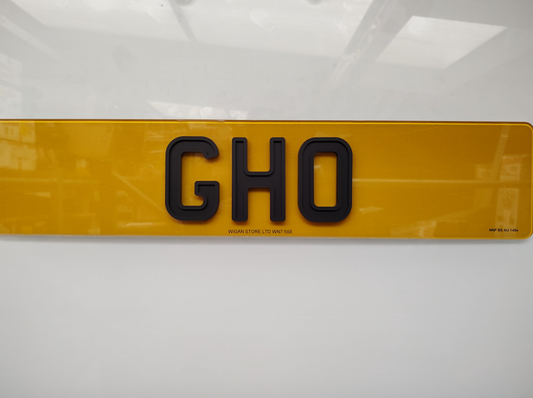 GHO
WIGAN STORE LTD WN7 5SE